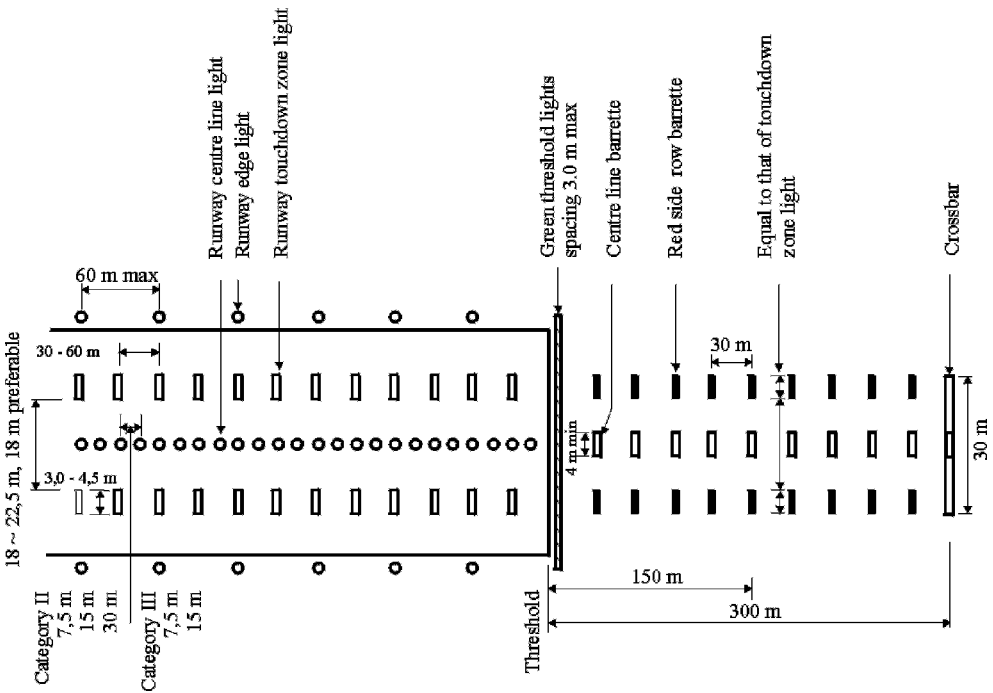 Runway centre line light
Runway edge light
Runway touchdown zone light
Green threshold lights
spacing 3.0 m max
Centre line barrette
Red side row barrette
Equal to that of touchdown
zone light
Crossbar
60 m max
30 - 60 m
18 ~ 22,5 m, 18 m preferable
3,0 - 4,5 m
30 m
4 m min
30 m
150 m
300 m
Threshold
Category II
7,5 m
15 m
30 m
Category III
7,5 m
15 m